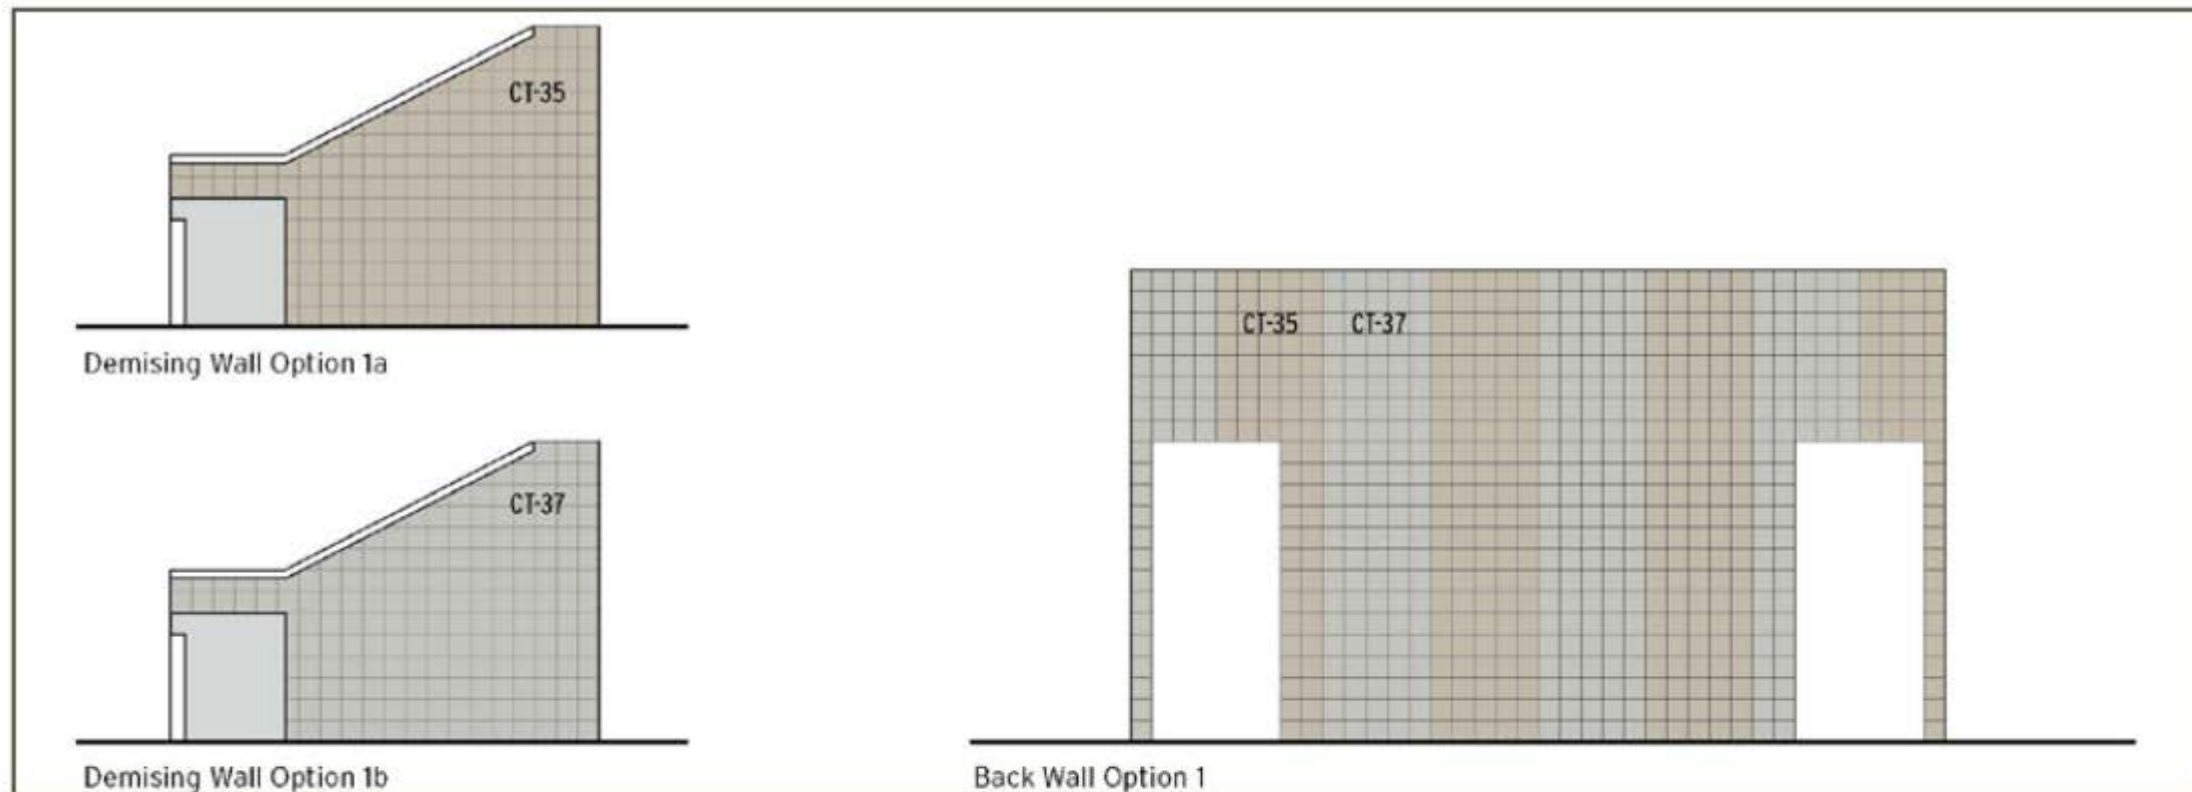 CT-35
Demising Wall Option 1a
CT-37
Demising Wall Option 1b
CT-35 CT-37
Back Wall Option 1